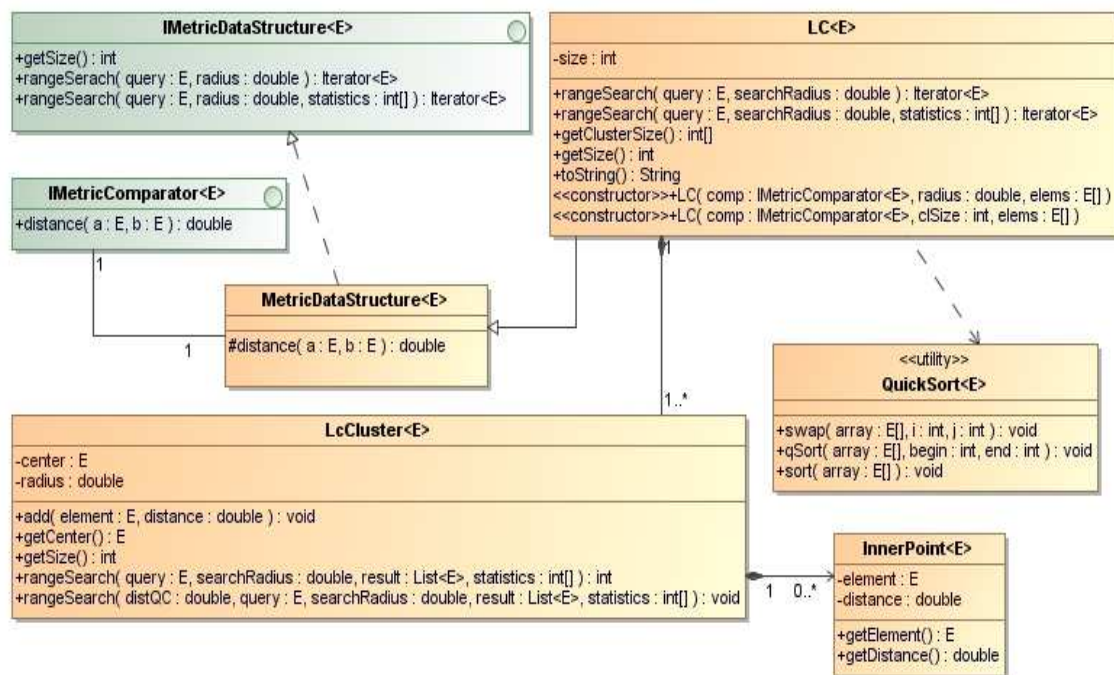 IMetricDataStructure<E>
+getSize() : int
+rangeSerach( query : E, radius : double ) : Iterator<E>
+rangeSearch( query : E, radius : double, statistics : int[] ) : Iterator<E>
LC<E>
-size : int
+rangeSearch( query : E, searchRadius : double ) : Iterator<E>
+rangeSearch( query : E, searchRadius : double, statistics : int[] ) : Iterator<E>
+getClusterSize() : int[]
+getSize() : int
+toString() : String
<<constructor>>+LC( comp : IMetricComparator<E>, radius : double, elems : E[] )
<<constructor>>+LC( comp : IMetricComparator<E>, clSize : int, elems : E[] )
IMetricComparator<E>
+distance( a : E, b : E ) : double
1
1
1
MetricDataStructure<E>
#distance( a : E, b : E ) : double
1..*
<<utility>>
QuickSort<E>
+swap( array : E[], i : int, j : int ) : void
+qSort( array : E[], begin : int, end : int ) : void
+sort( array : E[] ) : void
LcCluster<E>
-center : E
-radius : double
+add( element : E, distance : double ) : void
+getCenter() : E
+getSize() : int
+rangeSearch( query : E, searchRadius : double, result : List<E>, statistics : int[] ) : int
+rangeSearch( distQC : double, query : E, searchRadius : double, result : List<E>, statistics : int[] ) : void
1 0..*
InnerPoint<E>
-element : E
-distance : double
+getElement() : E
+getDistance() : double